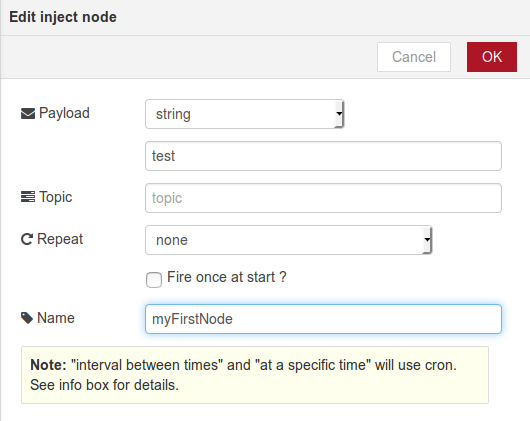 Edit inject node
Cancel
OK
Payload
string
test
Topic
topic
Repeat
none
Fire once at start ?
Name
myFirstNode
Note: "interval between times" and "at a specific time" will use cron.
See info box for details.